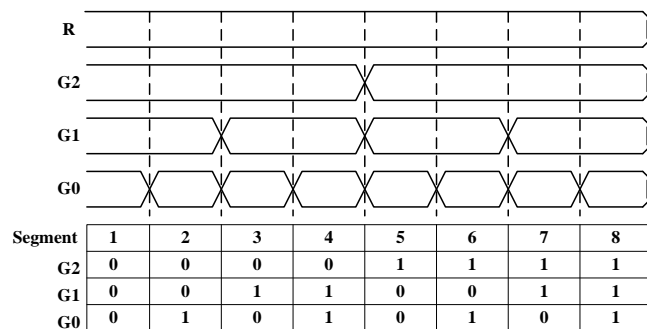 R
G2
G1
G0
Segment 1 2 3 4 5 6 7 8
G2 0 0 0 0 1 1 1 1
G1 0 0 1 1 0 0 1 1
G0 0 1 0 1 0 1 0 1